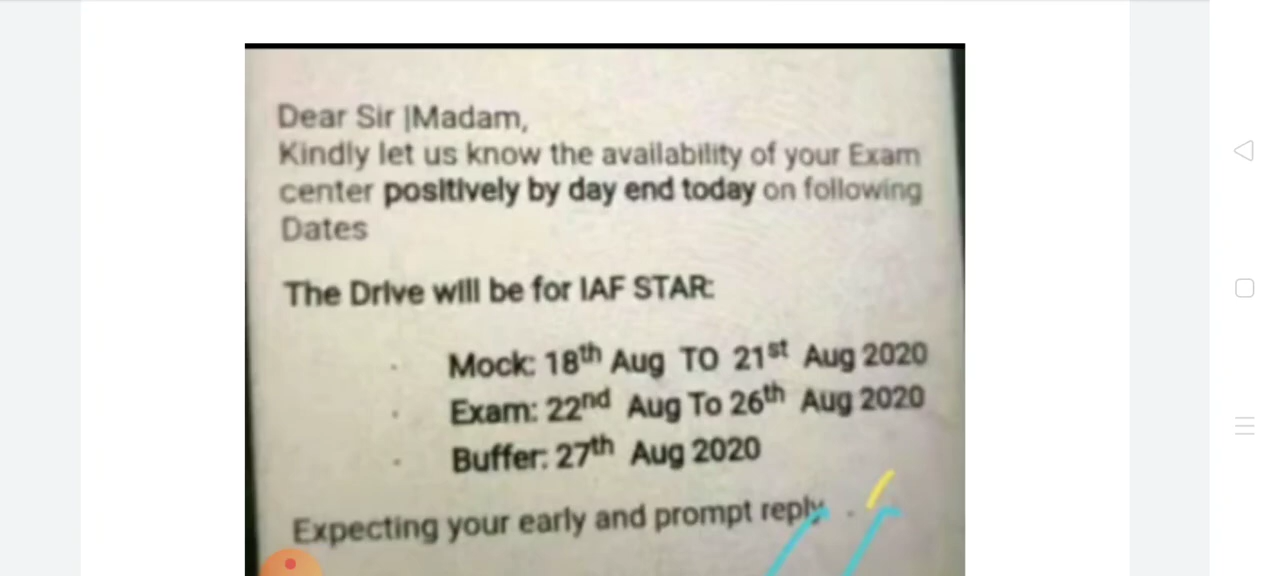 Dear Sir |Madam,
Kindly let us know the availability of your Exam
center positively by day end today on following
Dates
The Drive will be for IAF STAR:
Mock: 18th Aug TO 21st Aug 2020
Exam: 22nd Aug To 26th Aug 2020
Buffer: 27th Aug 2020
Expecting your early and prompt reply